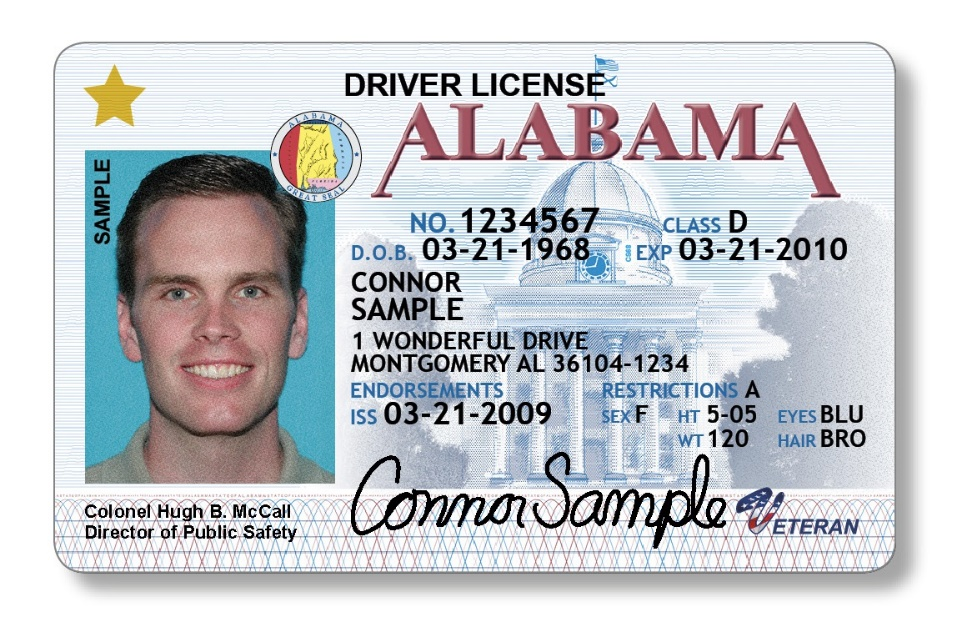 DRIVER LICENSE
ALABAMA
ALABAMA
GREAT SEAL
SAMPLE
NO. 1234567 CLASS D
D.O.B. 03-21-1968 EXP 03-21-2010
CONNOR
SAMPLE
1 WONDERFUL DRIVE
MONTGOMERY AL 36104-1234
ENDORSEMENTS RESTRICTIONS A
ISS 03-21-2009 SEX F HT 5-05 EYES BLU
WT 120 HAIR BRO
Connor Sample
VETERAN
Colonel Hugh B. McCall
Director of Public Safety